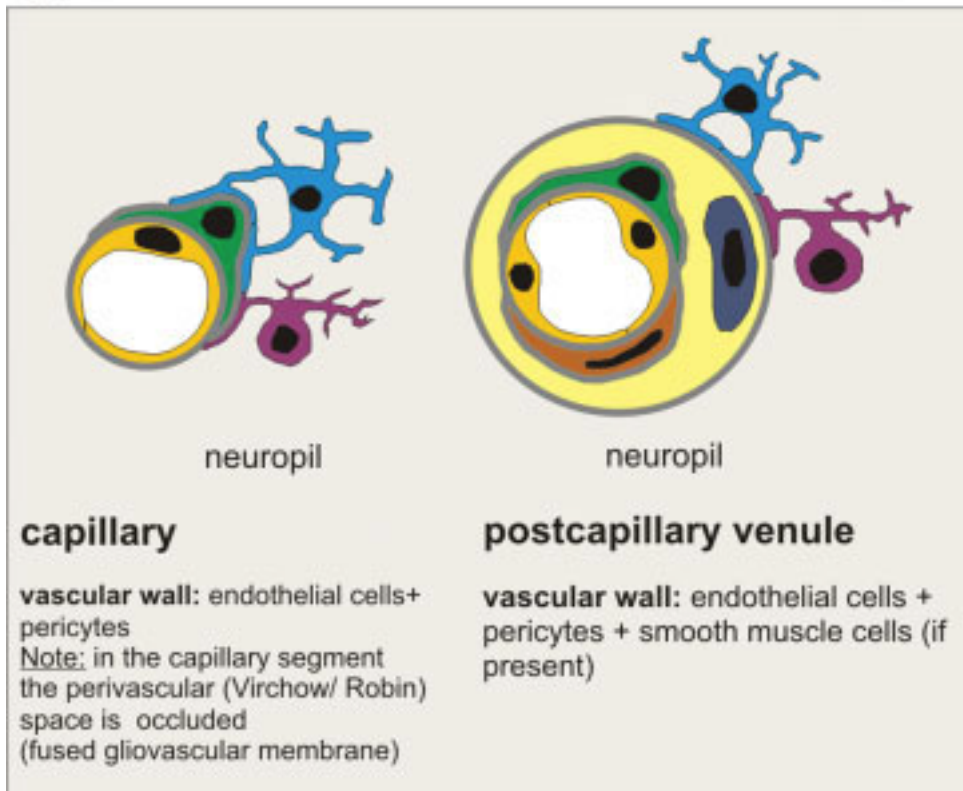 neuropil
neuropil
capillary
vascular wall: endothelial cells+
pericytes
Note: in the capillary segment
the perivascular (Virchow/ Robin)
space is occluded
(fused gliovascular membrane)
postcapillary venule
vascular wall: endothelial cells +
pericytes + smooth muscle cells (if
present)